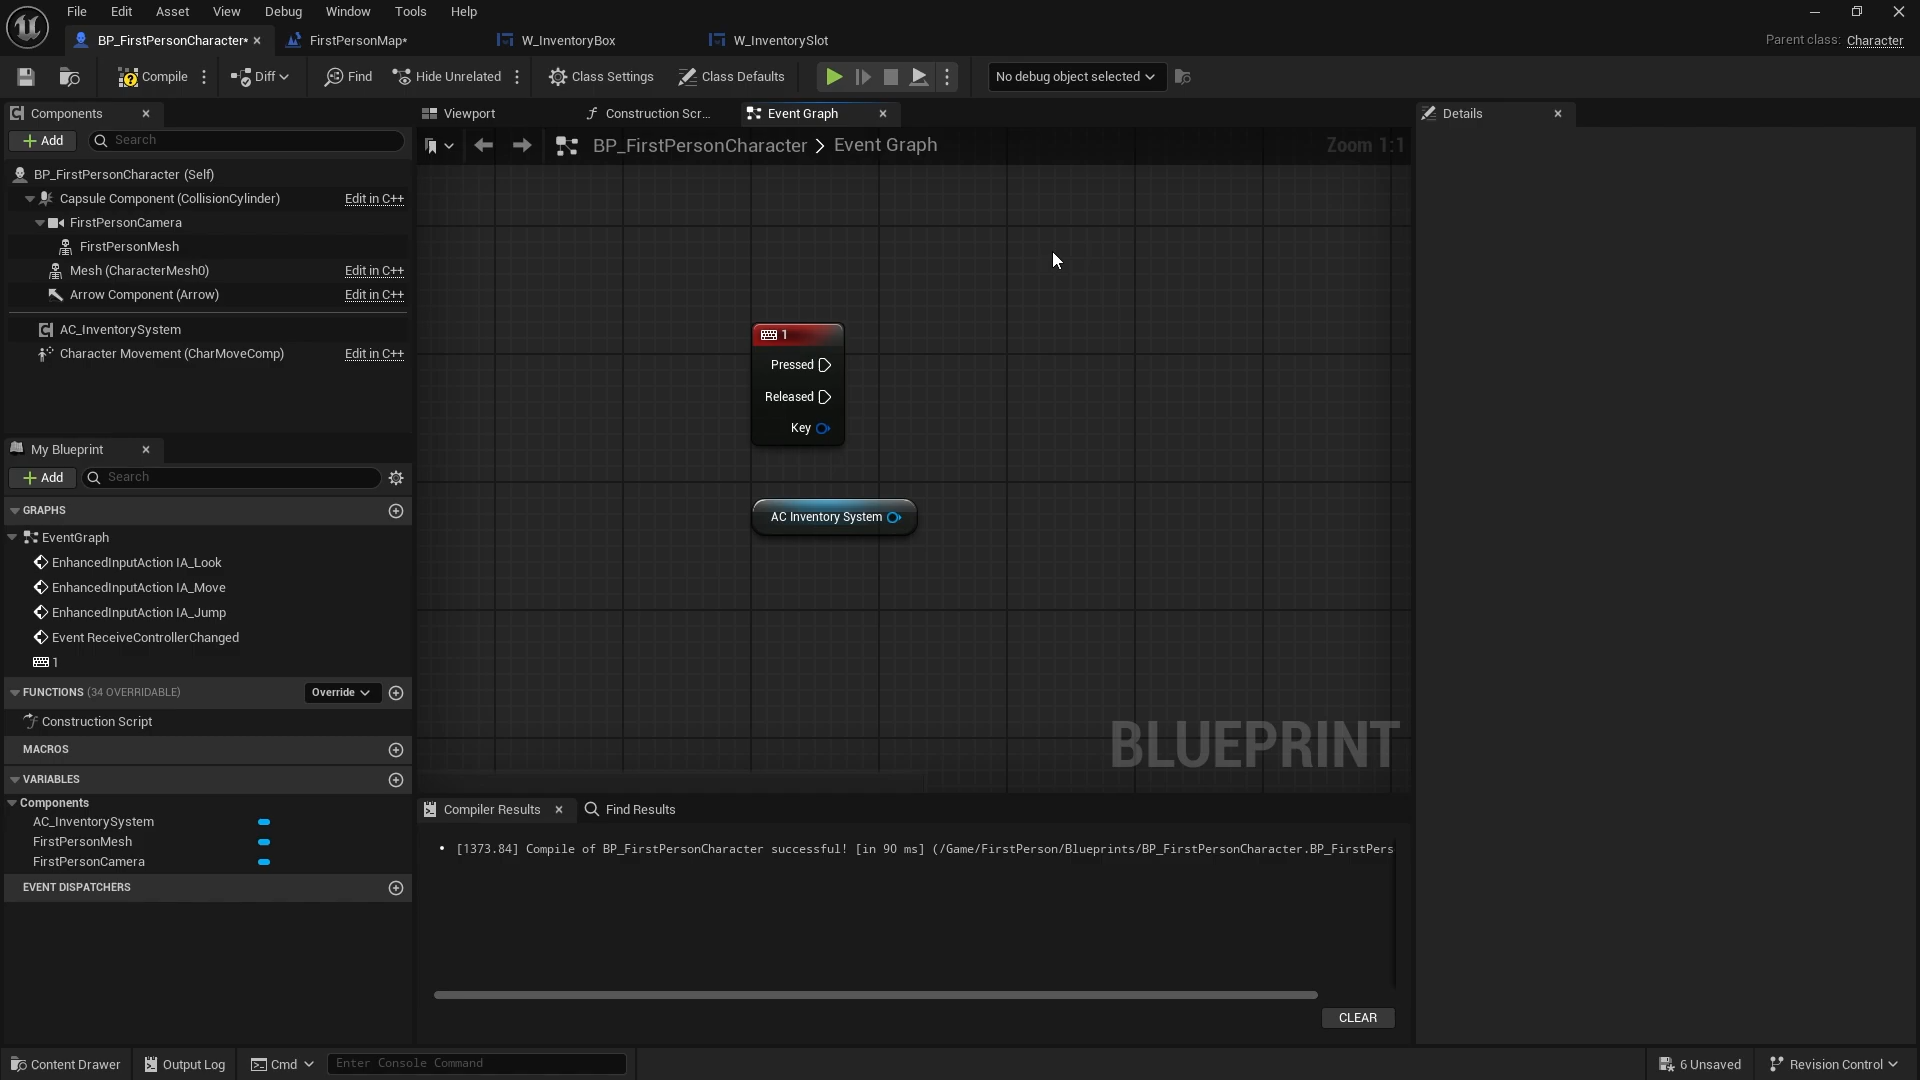 File Edit Asset View Debug Window Tools Help
BP_FirstPersonCharacter* FirstPersonMap* W_InventoryBox W_InventorySlot
Parent class: Character
Compile Diff Find Hide Unrelated Class Settings Class Defaults No debug object selected
Components
Add Search
BP_FirstPersonCharacter (Self)
Capsule Component (CollisionCylinder) Edit in C++
FirstPersonCamera
FirstPersonMesh
Mesh (CharacterMesh0) Edit in C++
Arrow Component (Arrow) Edit in C++
AC_InventorySystem
Character Movement (CharMoveComp) Edit in C++
My Blueprint
Add Search
GRAPHS
EventGraph
EnhancedInputAction IA_Look
EnhancedInputAction IA_Move
EnhancedInputAction IA_Jump
Event ReceiveControllerChanged
1
FUNCTIONS (34 OVERRIDABLE) Override
Construction Script
MACROS
VARIABLES
Components
AC_InventorySystem
FirstPersonMesh
FirstPersonCamera
EVENT DISPATCHERS
Viewport Construction Scr... Event Graph
BP_FirstPersonCharacter > Event Graph Zoom 1:1
1
Pressed
Released
Key
AC Inventory System
BLUEPRINT
Compiler Results Find Results
• [1373.84] Compile of BP_FirstPersonCharacter successful! [in 90 ms] (/Game/FirstPerson/Blueprints/BP_FirstPersonCharacter.BP_FirstPers
CLEAR
Details
Content Drawer Output Log Cmd Enter Console Command 6 Unsaved Revision Control